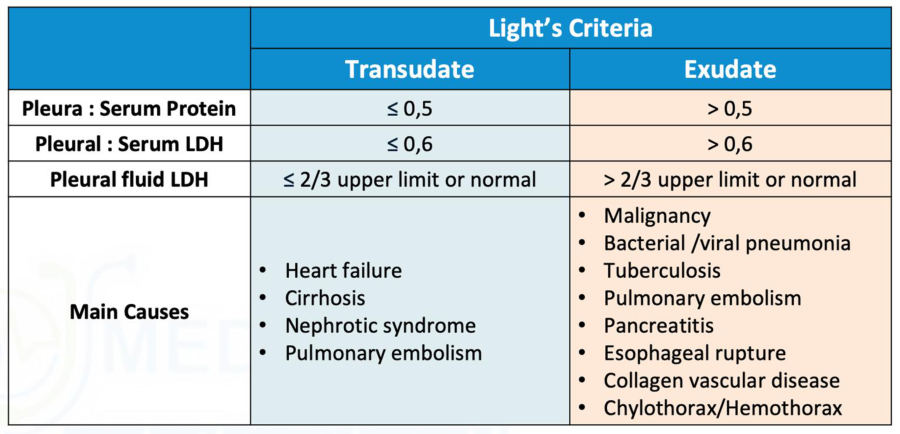 Light's Criteria
Transudate Exudate
Pleura : Serum Protein ≤ 0,5 > 0,5
Pleural : Serum LDH ≤ 0,6 > 0,6
Pleural fluid LDH ≤ 2/3 upper limit or normal > 2/3 upper limit or normal
Main Causes
• Heart failure
• Cirrhosis
• Nephrotic syndrome
• Pulmonary embolism
• Malignancy
• Bacterial /viral pneumonia
• Tuberculosis
• Pulmonary embolism
• Pancreatitis
• Esophageal rupture
• Collagen vascular disease
• Chylothorax/Hemothorax